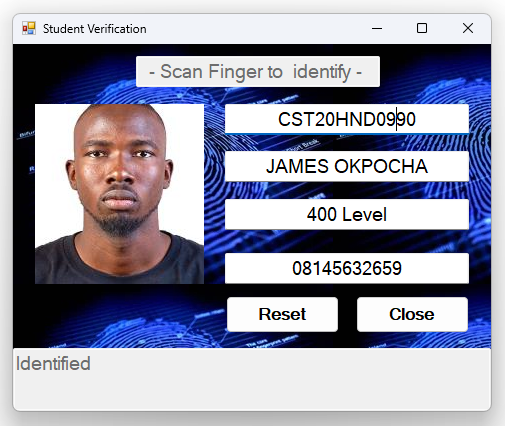 Student Verification
- Scan Finger to  identify -
CST20HND0990
JAMES OKPOCHA
400 Level
08145632659
Reset
Close
Identified